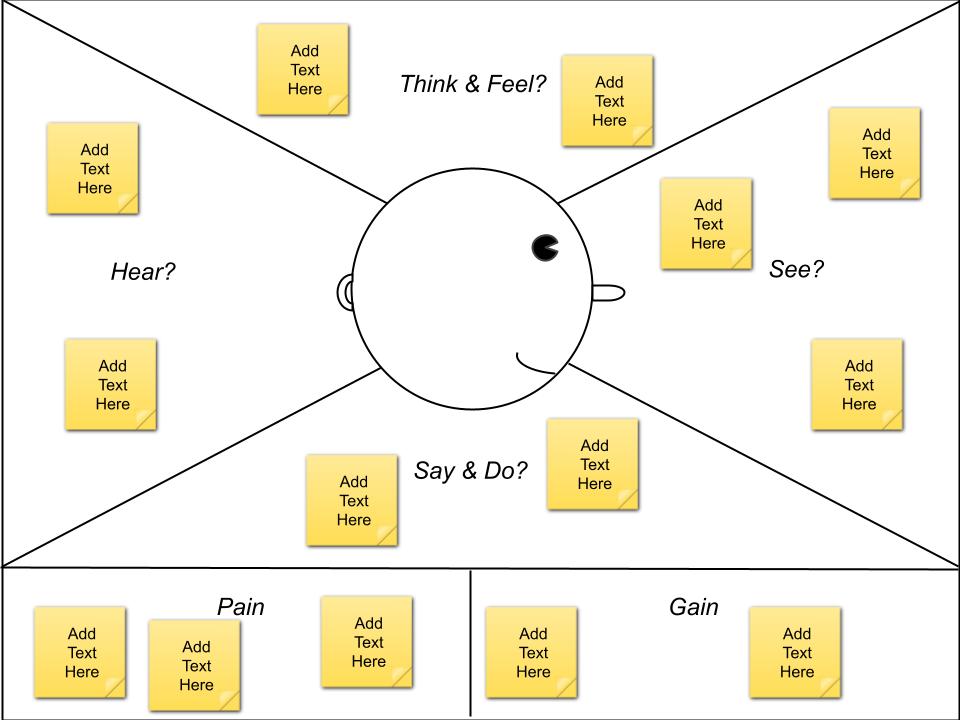 Add
Text
Here
Think & Feel?
Add
Text
Here
Add
Text
Here
Hear?
Add
Text
Here
Add
Text
Here
Add
Text
Here
See?
Add
Text
Here
Add
Text
Here
Say & Do?
Add
Text
Here
Pain
Add
Text
Here
Add
Text
Here
Add
Text
Here
Gain
Add
Text
Here
Add
Text
Here